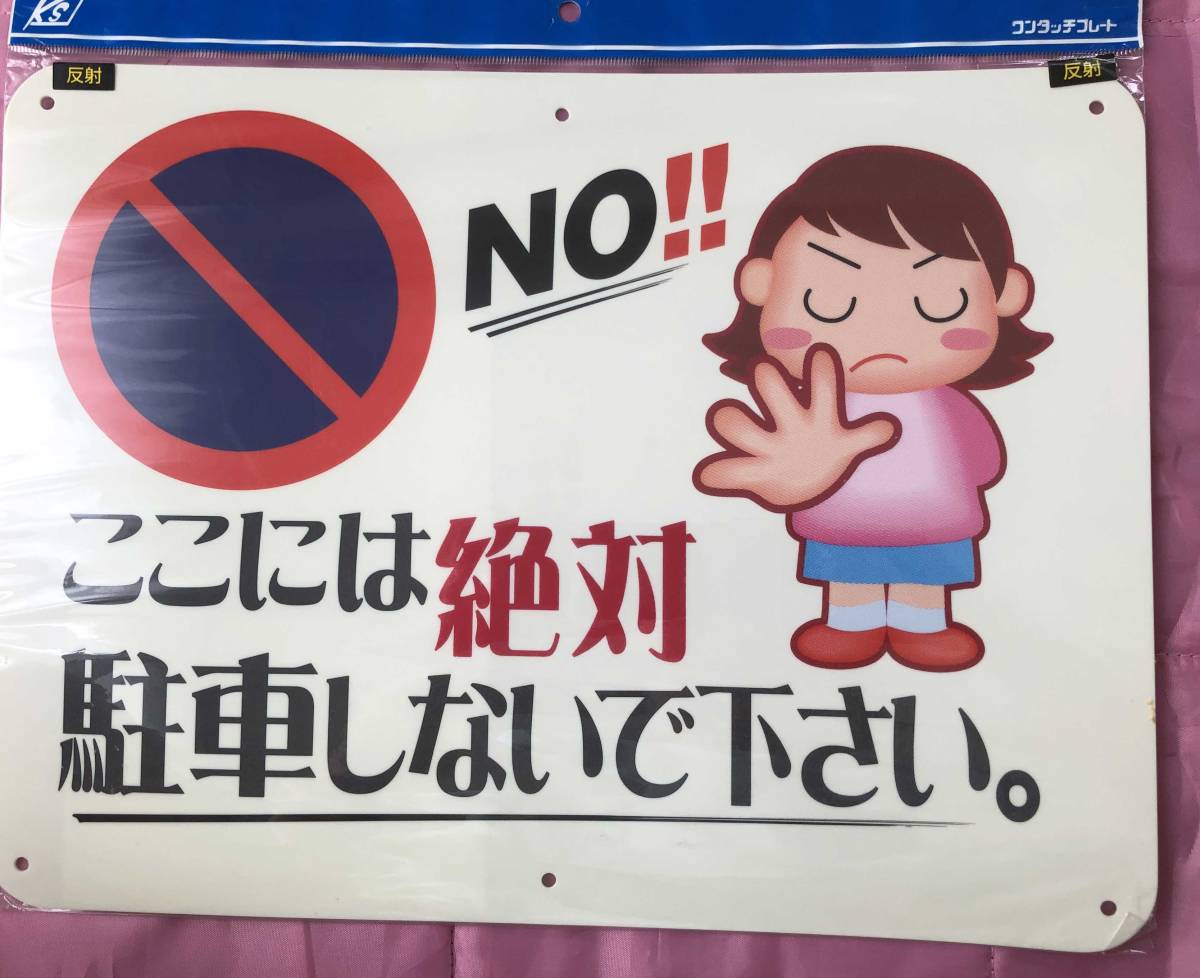 KS
ワンタッチプレート
反射
反射
NO!!
ここには絶対
駐車しないで下さい。